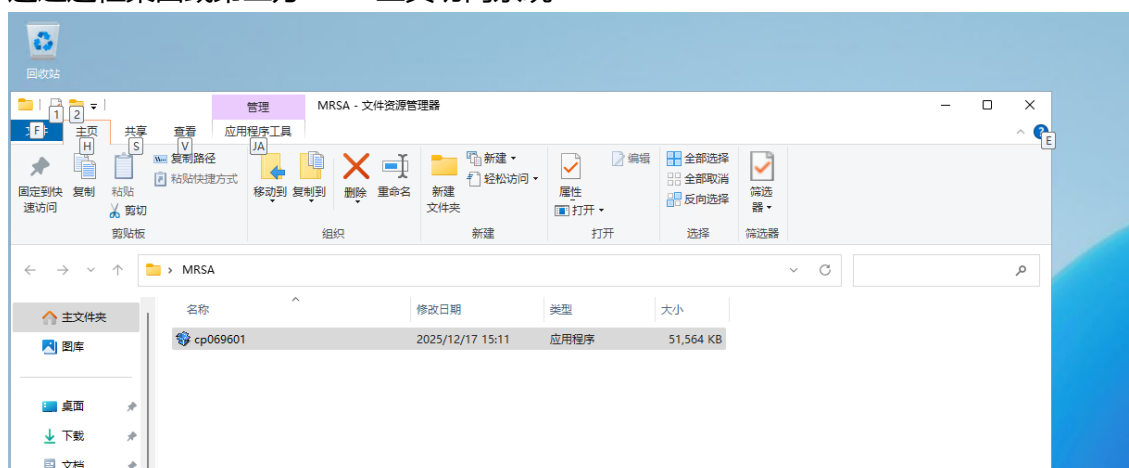 回收站
管理 MRSA - 文件资源管理器
1 2
F 主页 共享 查看 应用程序工具
H S V JA E
固定到快速访问 复制 粘贴 复制路径 粘贴快捷方式 剪切 移动到 复制到 删除 重命名 新建文件夹 新建 轻松访问 属性 打开 编辑 全部选择 全部取消 反向选择 筛选器
剪贴板 组织 新建 打开 选择 筛选器
MRSA
名称 修改日期 类型 大小
主文件夹
cp069601 2025/12/17 15:11 应用程序 51,564 KB
图库
桌面
下载
文档